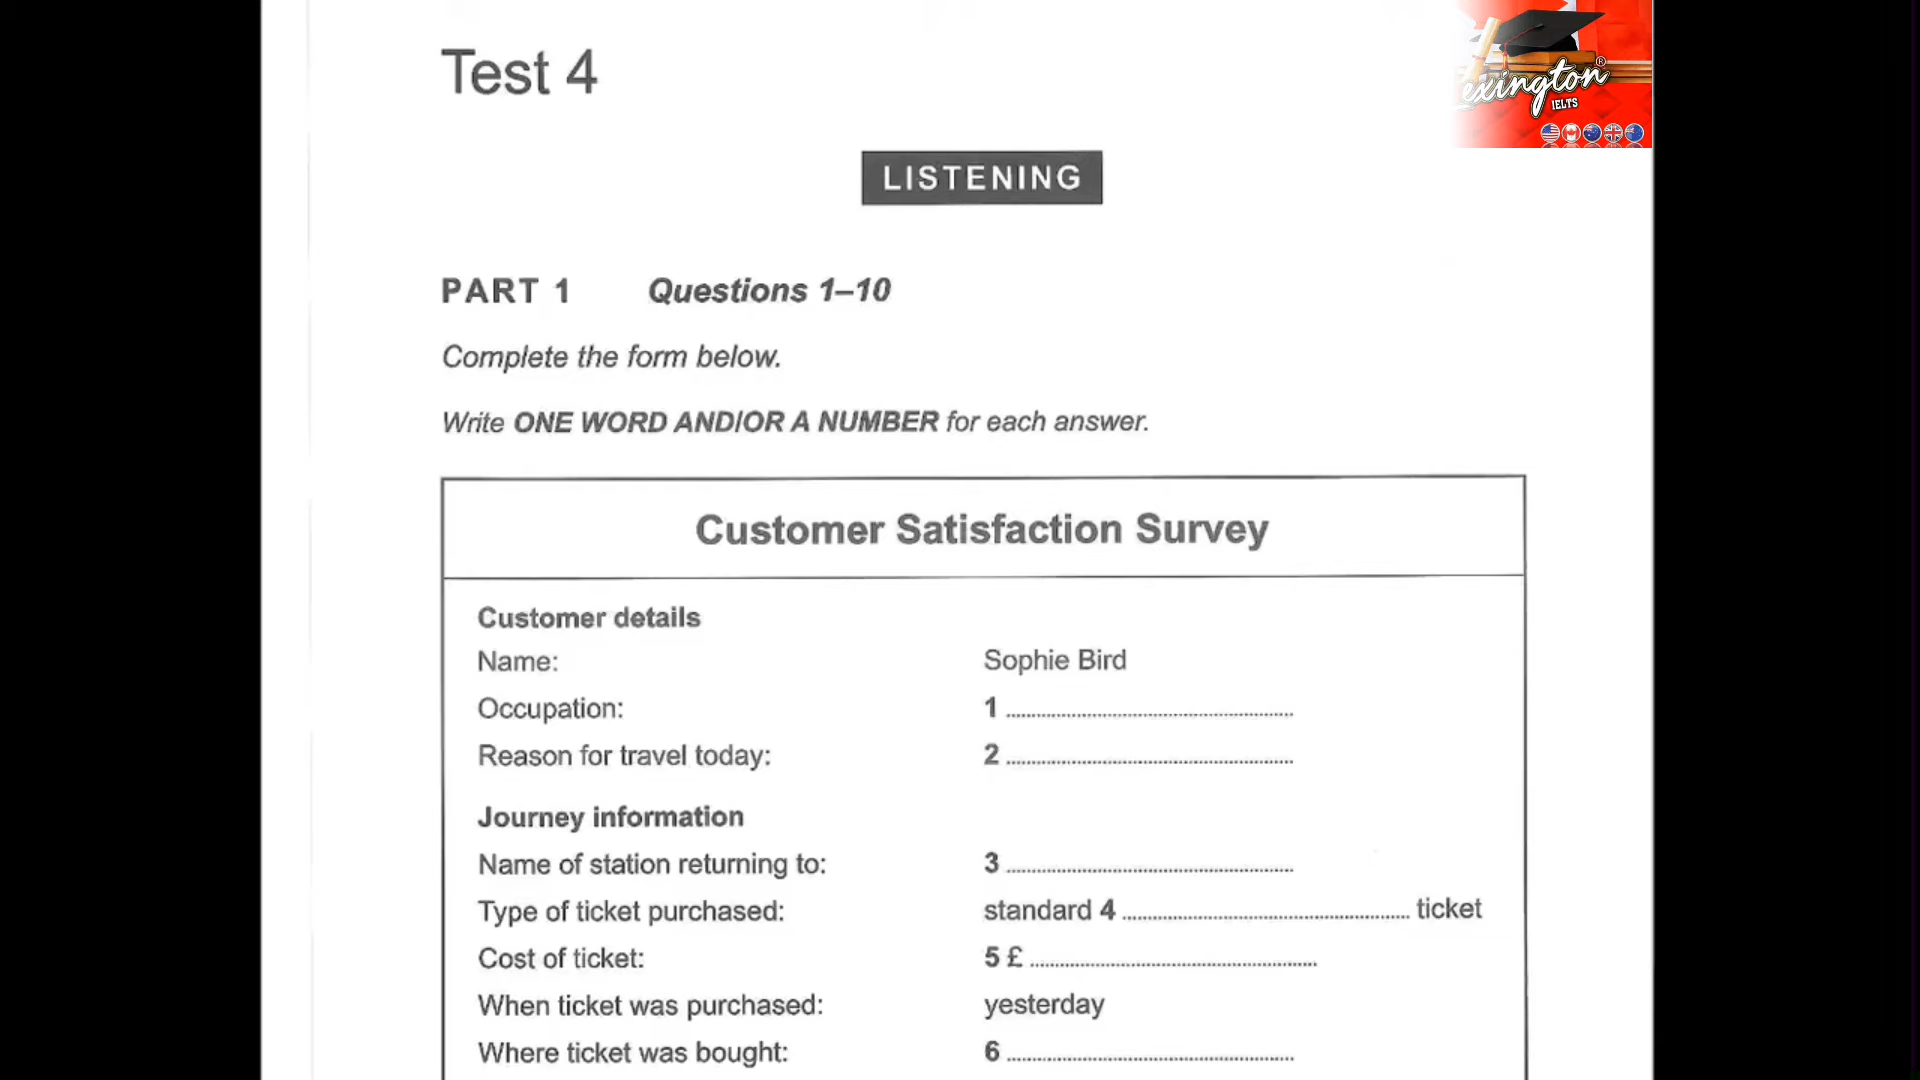 Test 4
Lexington®
IELTS
LISTENING
PART 1 Questions 1–10
Complete the form below.
Write ONE WORD AND/OR A NUMBER for each answer.
Customer Satisfaction Survey
Customer details
Name: Sophie Bird
Occupation: 1 ........................................
Reason for travel today: 2 ........................................
Journey information
Name of station returning to: 3 ........................................
Type of ticket purchased: standard 4 ........................................ ticket
Cost of ticket: 5 £ ........................................
When ticket was purchased: yesterday
Where ticket was bought: 6 ........................................